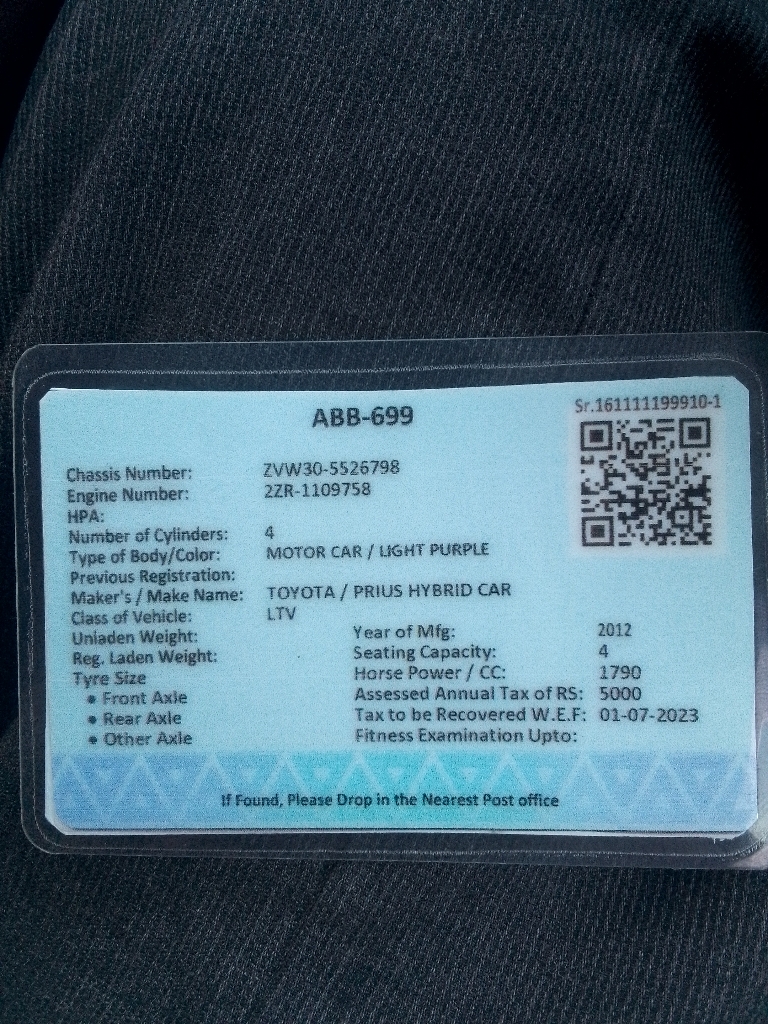 ABB-699
Sr.161111199910-1
Chassis Number: ZVW30-5526798
Engine Number: 2ZR-1109758
HPA:
Number of Cylinders: 4
Type of Body/Color: MOTOR CAR / LIGHT PURPLE
Previous Registration:
Maker's / Make Name: TOYOTA / PRIUS HYBRID CAR
Class of Vehicle: LTV
Unladen Weight: Year of Mfg: 2012
Reg. Laden Weight: Seating Capacity: 4
Tyre Size Horse Power / CC: 1790
• Front Axle Assessed Annual Tax of RS: 5000
• Rear Axle Tax to be Recovered W.E.F: 01-07-2023
• Other Axle Fitness Examination Upto:
If Found, Please Drop in the Nearest Post office